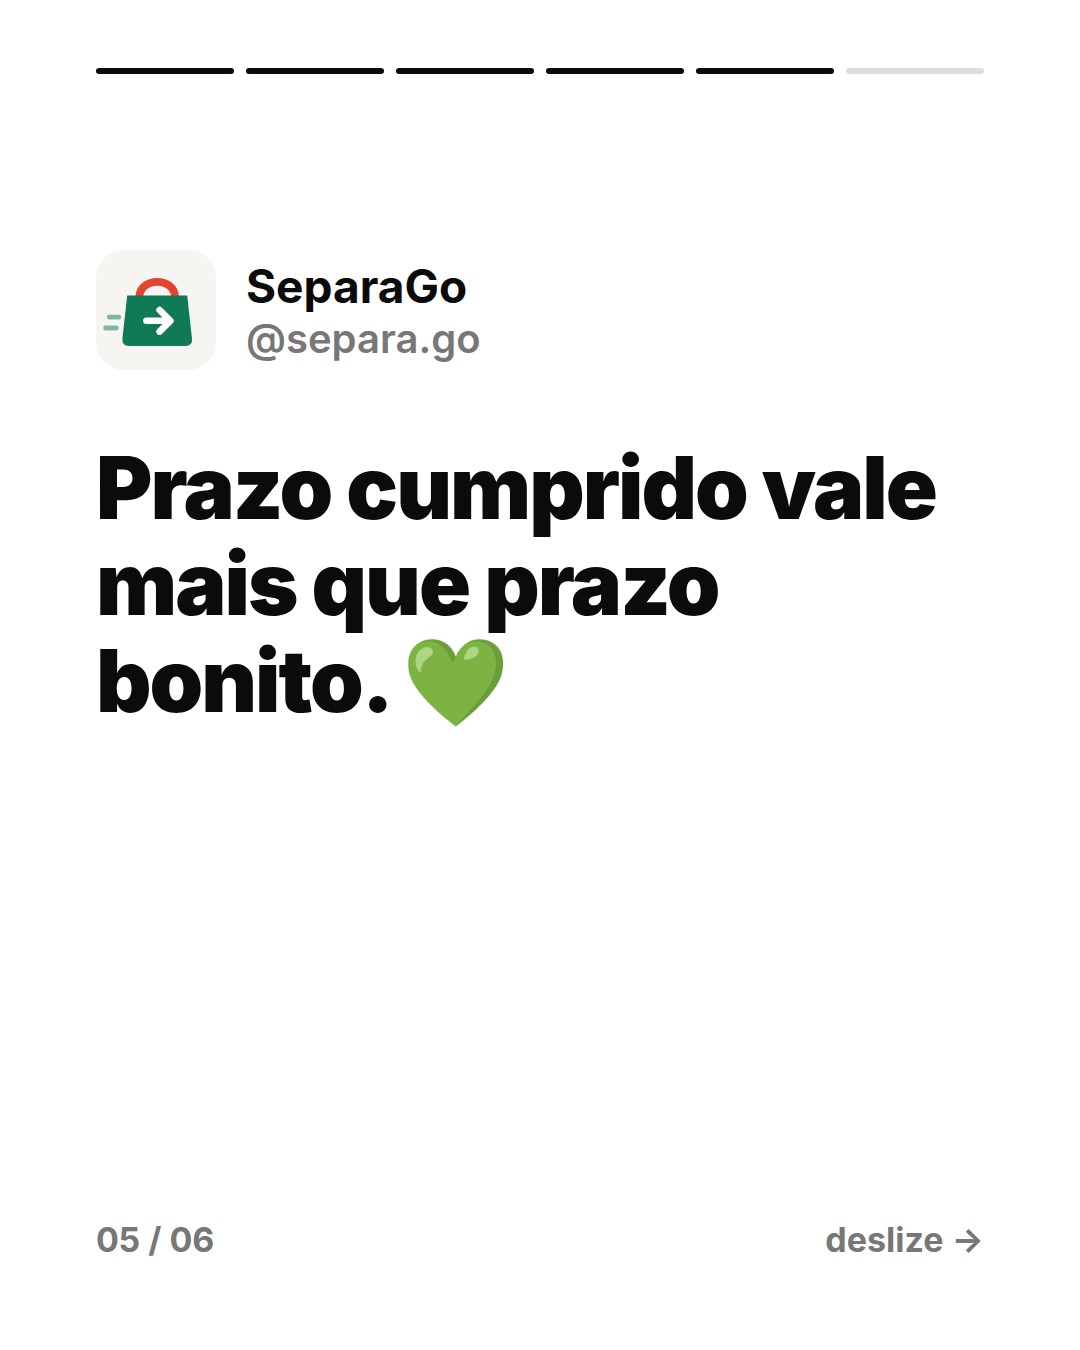 SeparaGo
@separa.go
Prazo cumprido vale
mais que prazo
bonito. 💚
05 / 06
deslize →